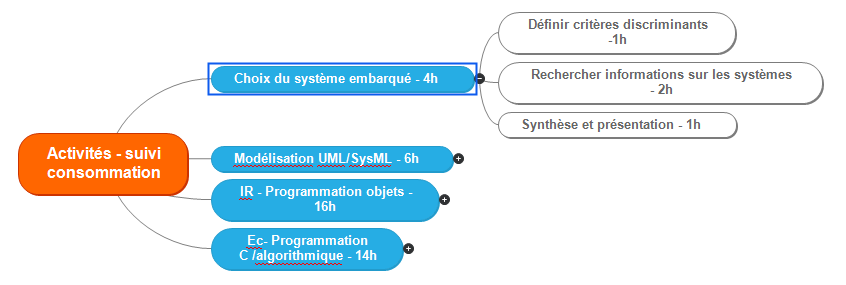 Activités - suivi
consommation
Choix du système embarqué - 4h
Définir critères discriminants
-1h
Rechercher informations sur les systèmes
- 2h
Synthèse et présentation - 1h
Modélisation UML/SysML - 6h
IR - Programmation objets -
16h
Ec- Programmation
C /algorithmique - 14h